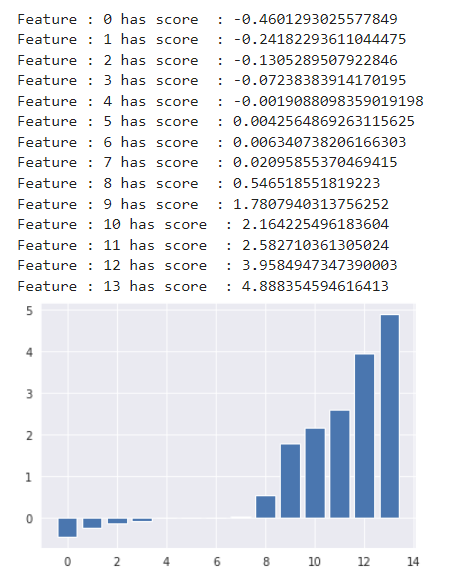 Feature : 0 has score  : -0.4601293025577849
Feature : 1 has score  : -0.24182293611044475
Feature : 2 has score  : -0.1305289507922846
Feature : 3 has score  : -0.07238383914170195
Feature : 4 has score  : -0.0019088098359019198
Feature : 5 has score  : 0.0042564869263115625
Feature : 6 has score  : 0.006340738206166303
Feature : 7 has score  : 0.02095855370469415
Feature : 8 has score  : 0.546518551819223
Feature : 9 has score  : 1.7807940313756252
Feature : 10 has score  : 2.164225496183604
Feature : 11 has score  : 2.582710361305024
Feature : 12 has score  : 3.9584947347390003
Feature : 13 has score  : 4.888354594616413
5
4
3
2
1
0
0 2 4 6 8 10 12 14